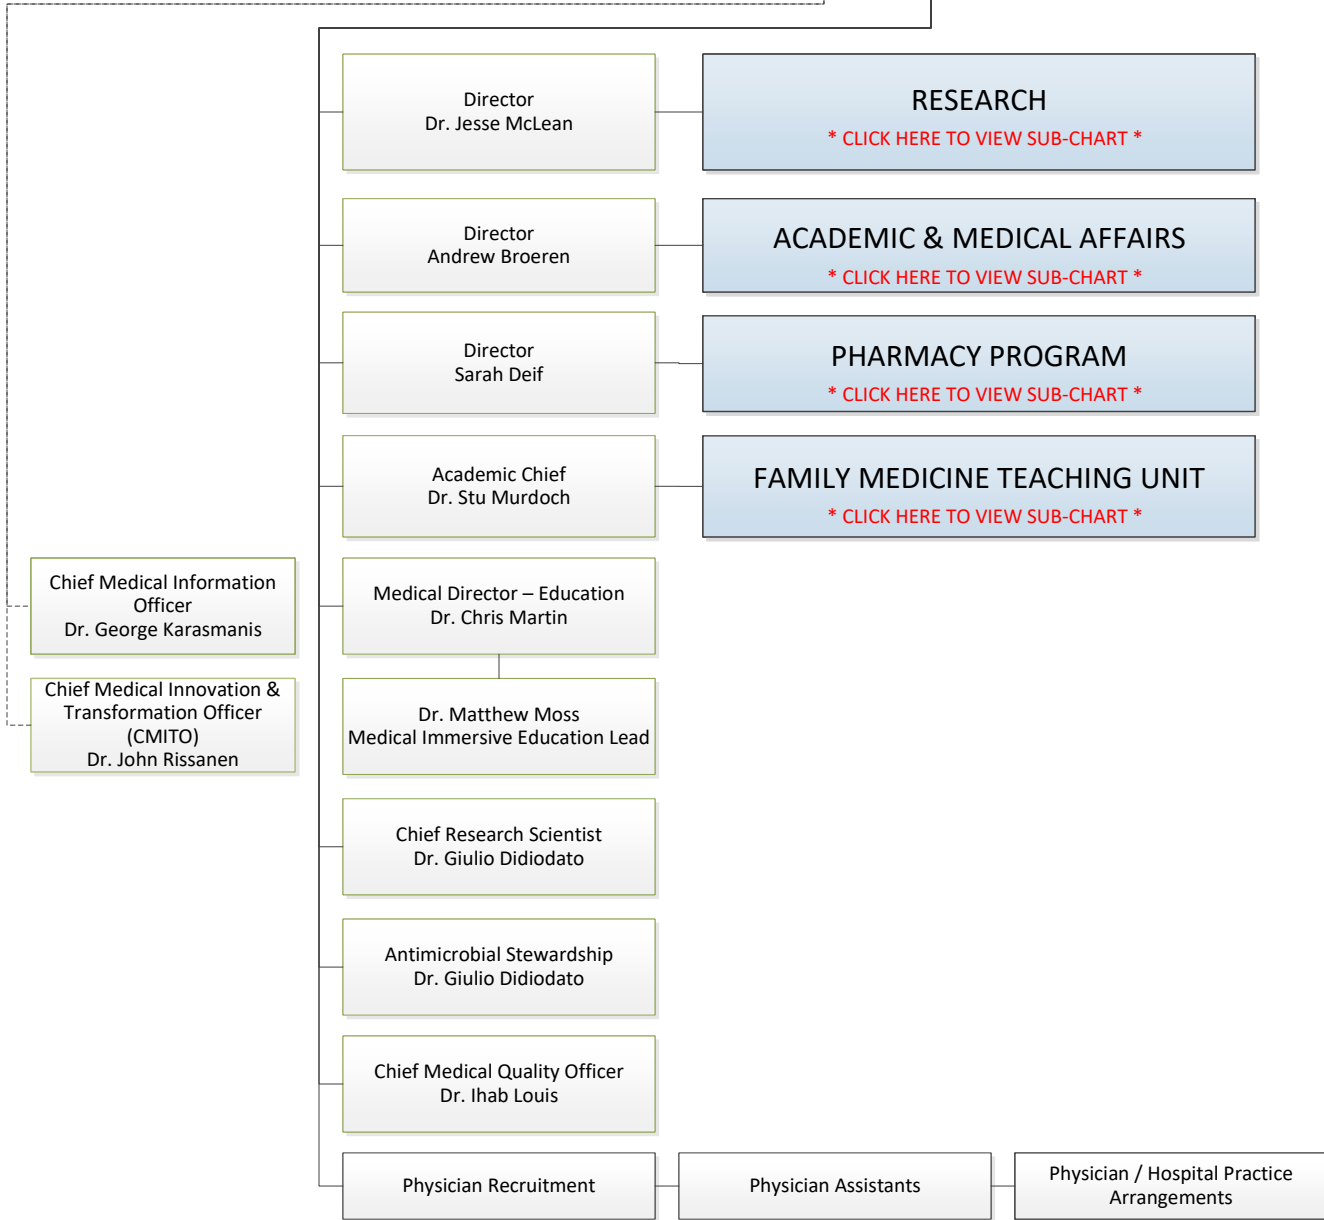 Director
Dr. Jesse McLean
RESEARCH
* CLICK HERE TO VIEW SUB-CHART *
Director
Andrew Broeren
ACADEMIC & MEDICAL AFFAIRS
* CLICK HERE TO VIEW SUB-CHART *
Director
Sarah Deif
PHARMACY PROGRAM
* CLICK HERE TO VIEW SUB-CHART *
Academic Chief
Dr. Stu Murdoch
FAMILY MEDICINE TEACHING UNIT
* CLICK HERE TO VIEW SUB-CHART *
Chief Medical Information
Officer
Dr. George Karasmanis
Medical Director – Education
Dr. Chris Martin
Chief Medical Innovation &
Transformation Officer
(CMITO)
Dr. John Rissanen
Dr. Matthew Moss
Medical Immersive Education Lead
Chief Research Scientist
Dr. Giulio Didiodato
Antimicrobial Stewardship
Dr. Giulio Didiodato
Chief Medical Quality Officer
Dr. Ihab Louis
Physician Recruitment
Physician Assistants
Physician / Hospital Practice
Arrangements